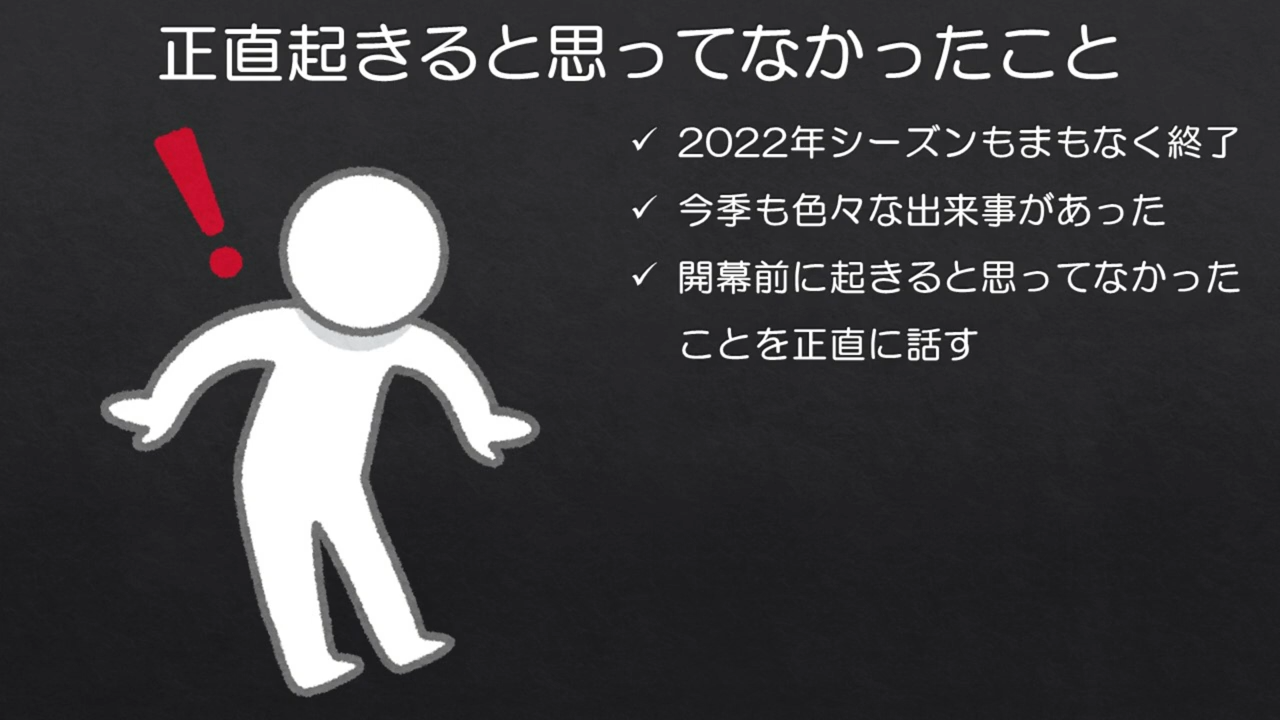 正直起きると思ってなかったこと
✓ 2022年シーズンもまもなく終了
✓ 今季も色々な出来事があった
✓ 開幕前に起きると思ってなかった
ことを正直に話す